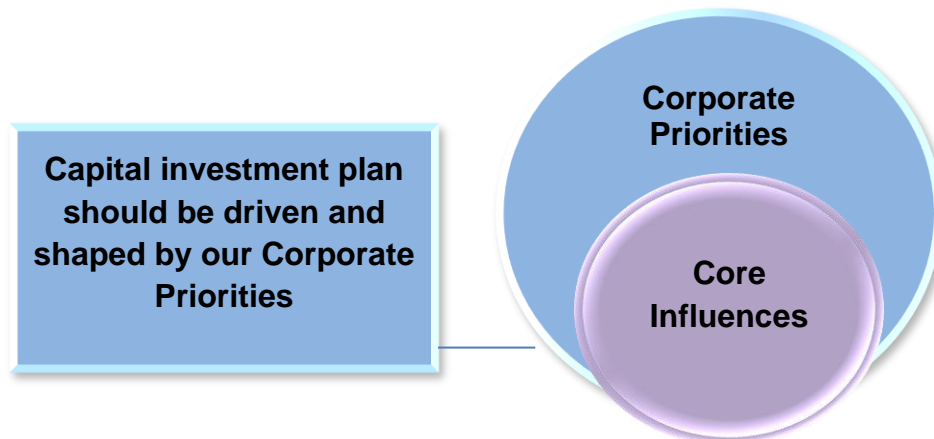 Capital investment plan
should be driven and
shaped by our Corporate
Priorities
Corporate
Priorities
Core
Influences